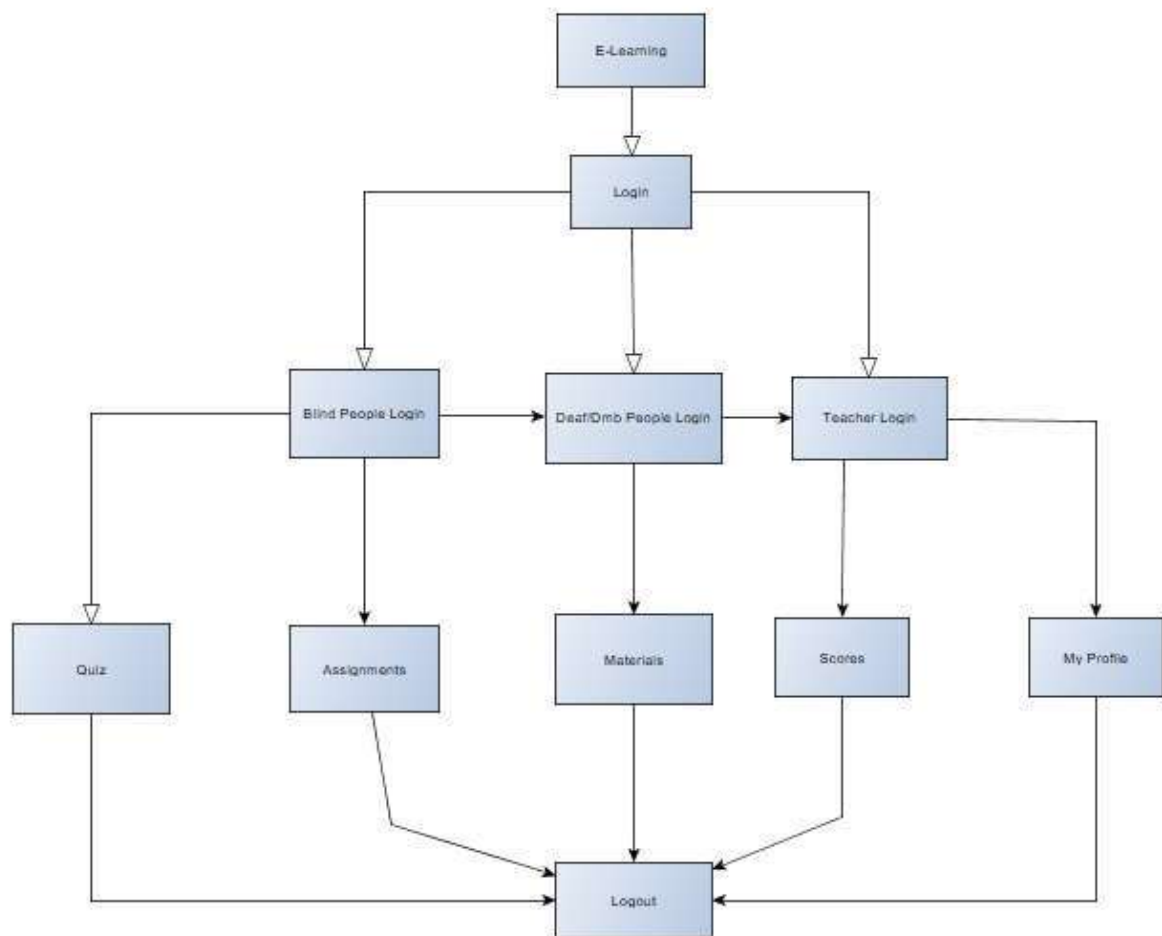 E-Learning
Login
Blind People Login
Deaf/Dmb People Login
Teacher Login
Quiz
Assignments
Materials
Scores
My Profile
Logout